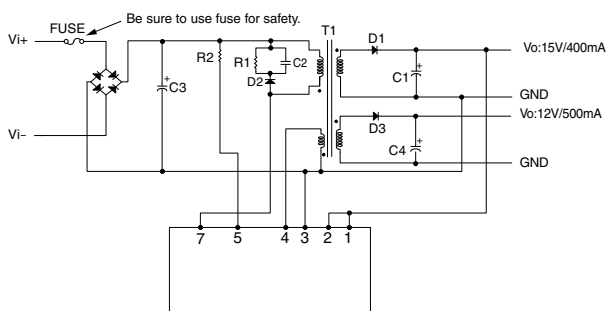 Be sure to use fuse for safety.
FUSE
Vi+
T1
D1
Vo:15V/400mA
R2
R1
C2
D2
C3
+
C1
+
GND
Vo:12V/500mA
D3
C4
+
Vi−
GND
7 5 4 3 2 1